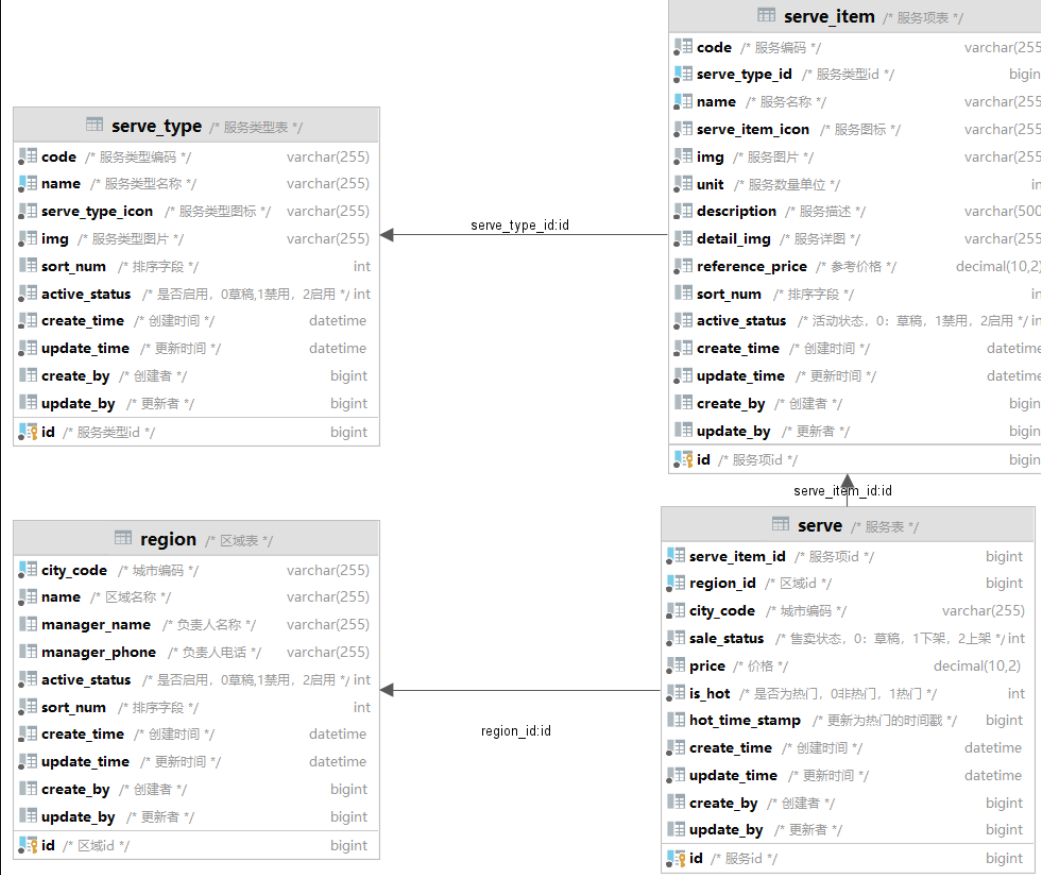 serve_type /* 服务类型表 */
code /* 服务类型编码 */ varchar(255)
name /* 服务类型名称 */ varchar(255)
serve_type_icon /* 服务类型图标 */ varchar(255)
img /* 服务类型图片 */ varchar(255)
sort_num /* 排序字段 */ int
active_status /* 是否启用，0草稿,1禁用，2启用 */ int
create_time /* 创建时间 */ datetime
update_time /* 更新时间 */ datetime
create_by /* 创建者 */ bigint
update_by /* 更新者 */ bigint
id /* 服务类型id */ bigint
serve_type_id:id
serve_item /* 服务项表 */
code /* 服务编码 */ varchar(255
serve_type_id /* 服务类型id */ bigin
name /* 服务名称 */ varchar(255
serve_item_icon /* 服务图标 */ varchar(255
img /* 服务图片 */ varchar(255
unit /* 服务数量单位 */ in
description /* 服务描述 */ varchar(500
detail_img /* 服务详图 */ varchar(255
reference_price /* 参考价格 */ decimal(10,2)
sort_num /* 排序字段 */ in
active_status /* 活动状态，0：草稿，1禁用，2启用 */ in
create_time /* 创建时间 */ datetime
update_time /* 更新时间 */ datetime
create_by /* 创建者 */ bigin
update_by /* 更新者 */ bigin
id /* 服务项id */ bigin
serve_item_id:id
region /* 区域表 */
city_code /* 城市编码 */ varchar(255)
name /* 区域名称 */ varchar(255)
manager_name /* 负责人名称 */ varchar(255)
manager_phone /* 负责人电话 */ varchar(255)
active_status /* 是否启用，0草稿,1禁用，2启用 */ int
sort_num /* 排序字段 */ int
create_time /* 创建时间 */ datetime
update_time /* 更新时间 */ datetime
create_by /* 创建者 */ bigint
update_by /* 更新者 */ bigint
id /* 区域id */ bigint
region_id:id
serve /* 服务表 */
serve_item_id /* 服务项id */ bigint
region_id /* 区域id */ bigint
city_code /* 城市编码 */ varchar(255)
sale_status /* 售卖状态，0：草稿，1下架，2上架 */ int
price /* 价格 */ decimal(10,2)
is_hot /* 是否为热门，0非热门，1热门 */ int
hot_time_stamp /* 更新为热门的时间戳 */ bigint
create_time /* 创建时间 */ datetime
update_time /* 更新时间 */ datetime
create_by /* 创建者 */ bigint
update_by /* 更新者 */ bigint
id /* 服务id */ bigint